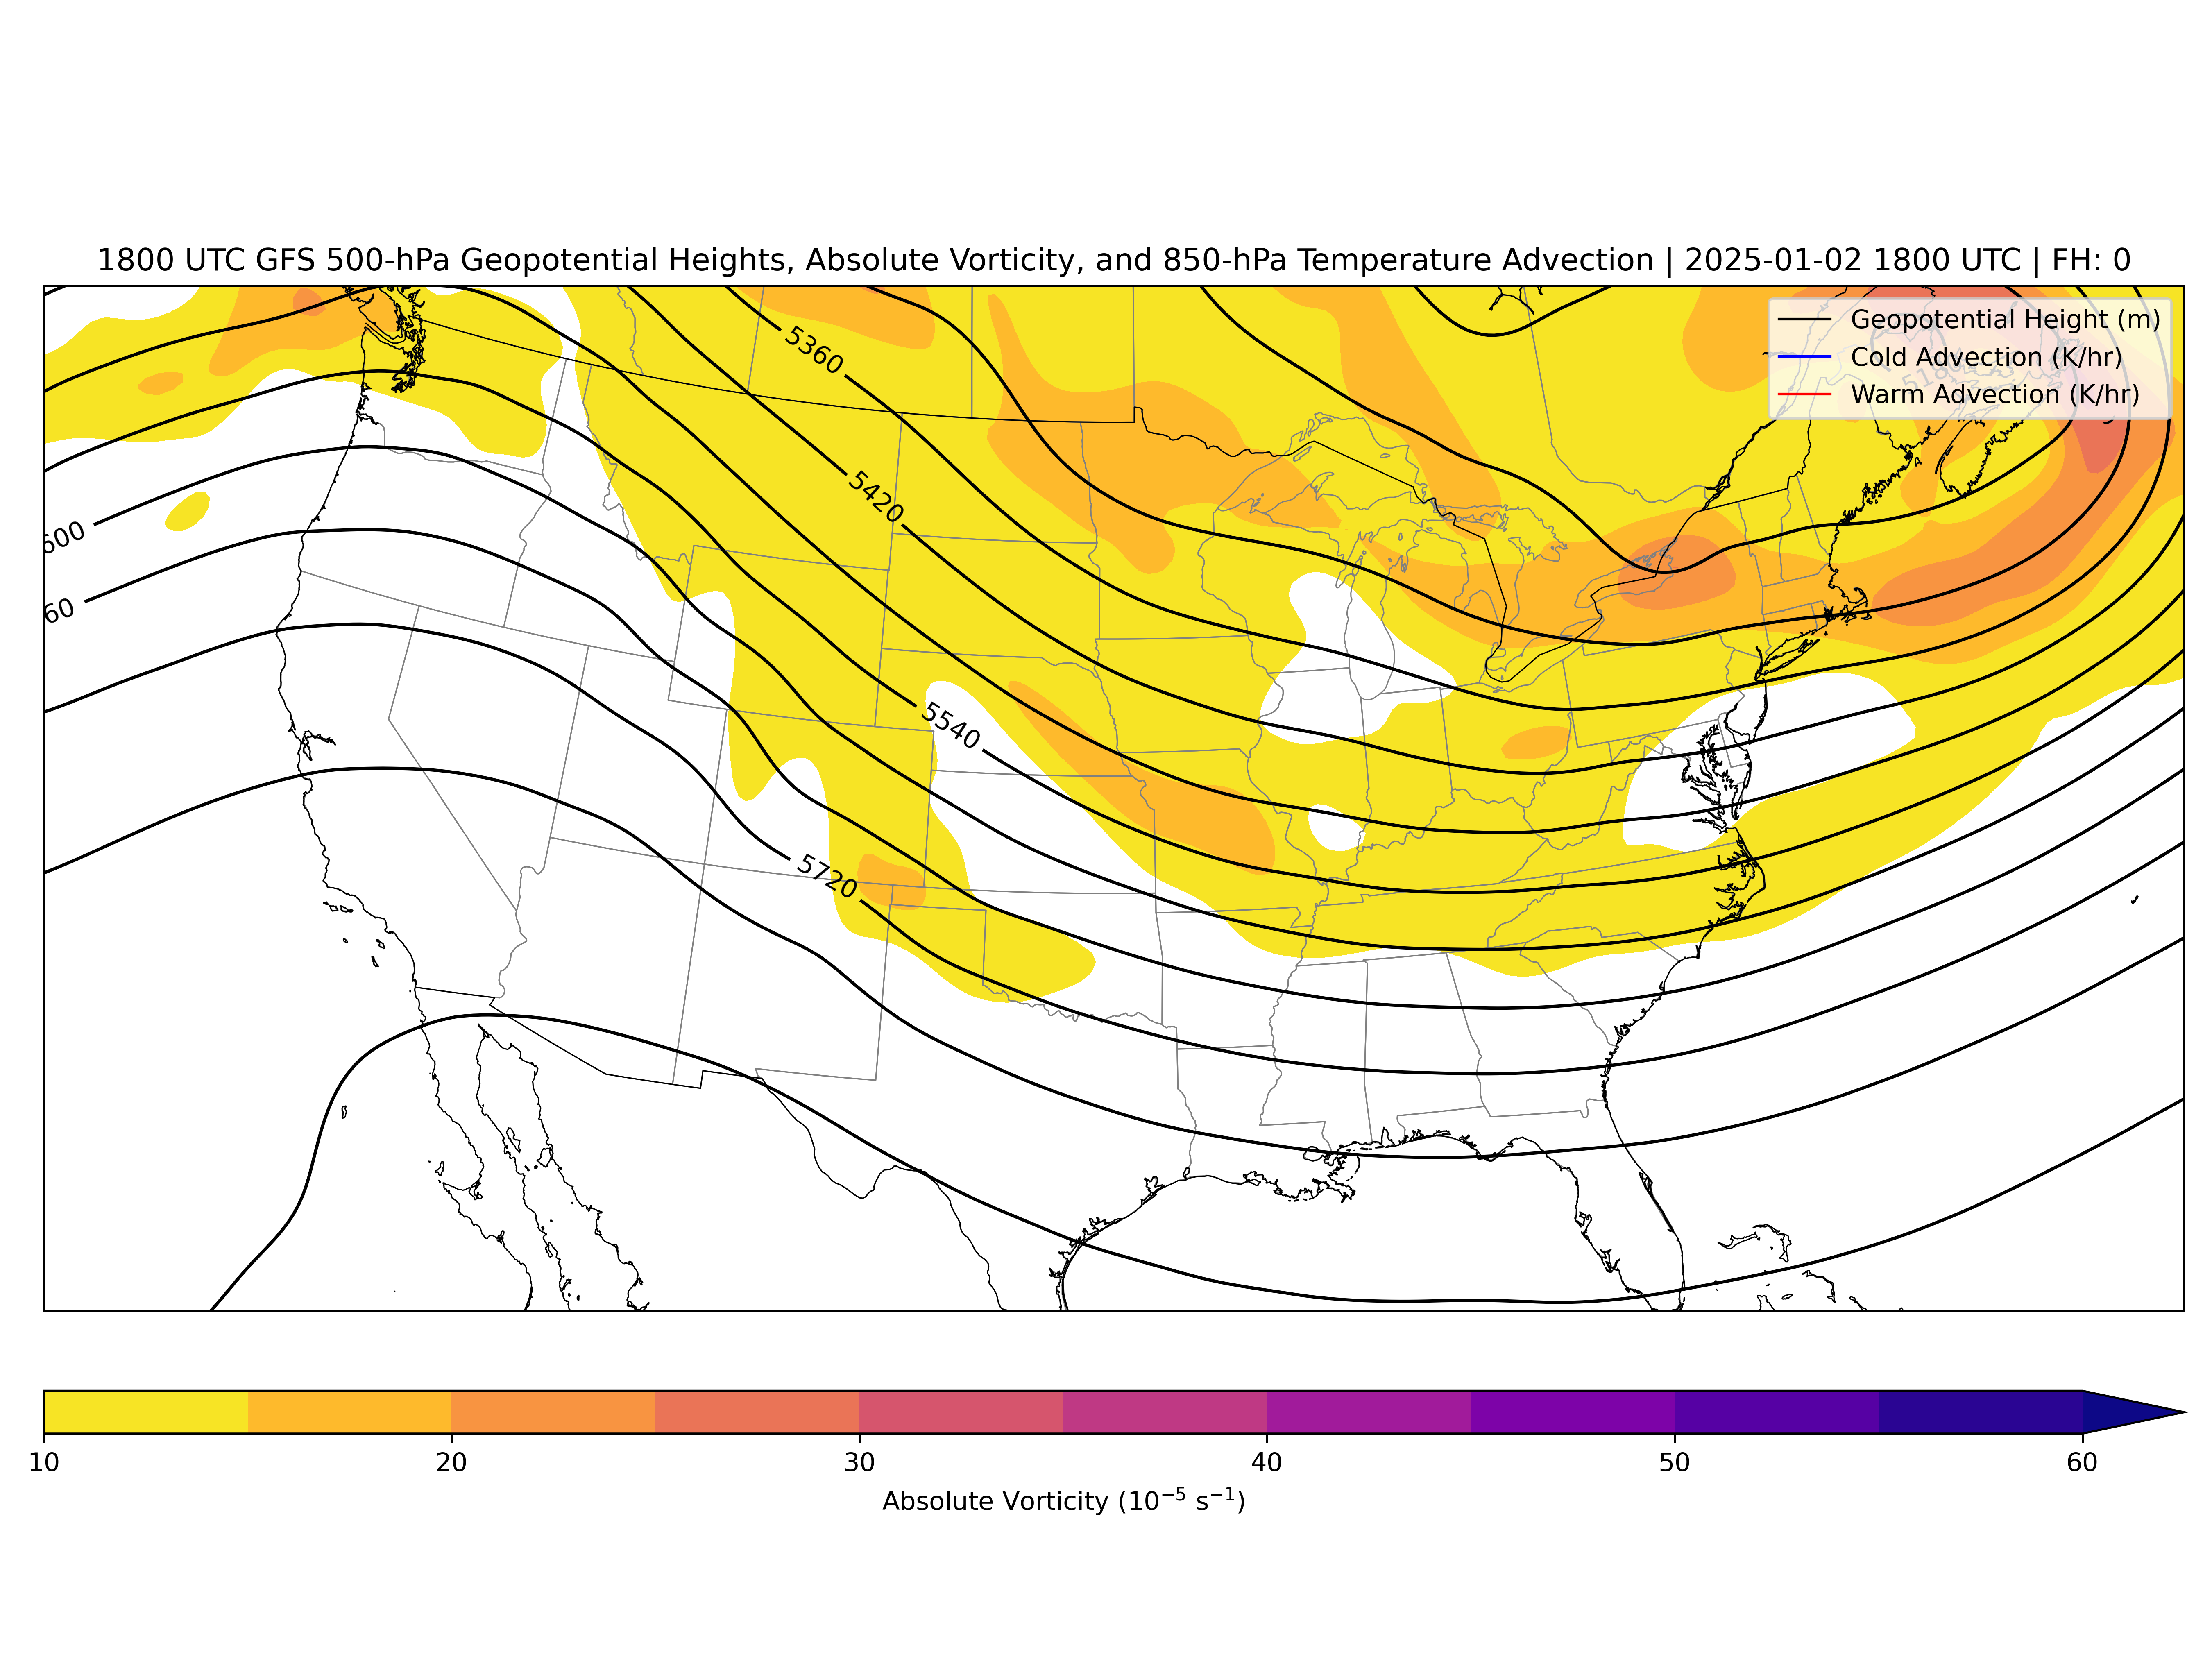 1800 UTC GFS 500-hPa Geopotential Heights, Absolute Vorticity, and 850-hPa Temperature Advection | 2025-01-02 1800 UTC | FH: 0
Geopotential Height (m)
Cold Advection (K/hr)
Warm Advection (K/hr)
5360
5420
600
60
5540
5720
10 20 30 40 50 60
Absolute Vorticity (10⁻⁵ s⁻¹)